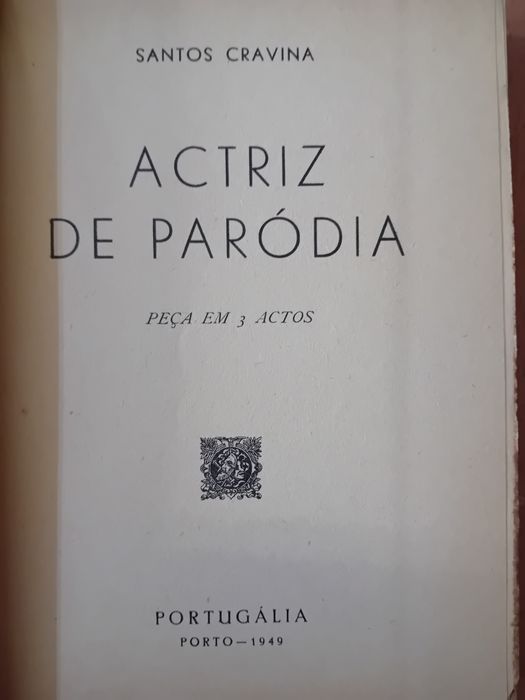 SANTOS CRAVINA
ACTRIZ
DE PARÓDIA
PEÇA EM 3 ACTOS
PORTUGÁLIA
PORTO—1949